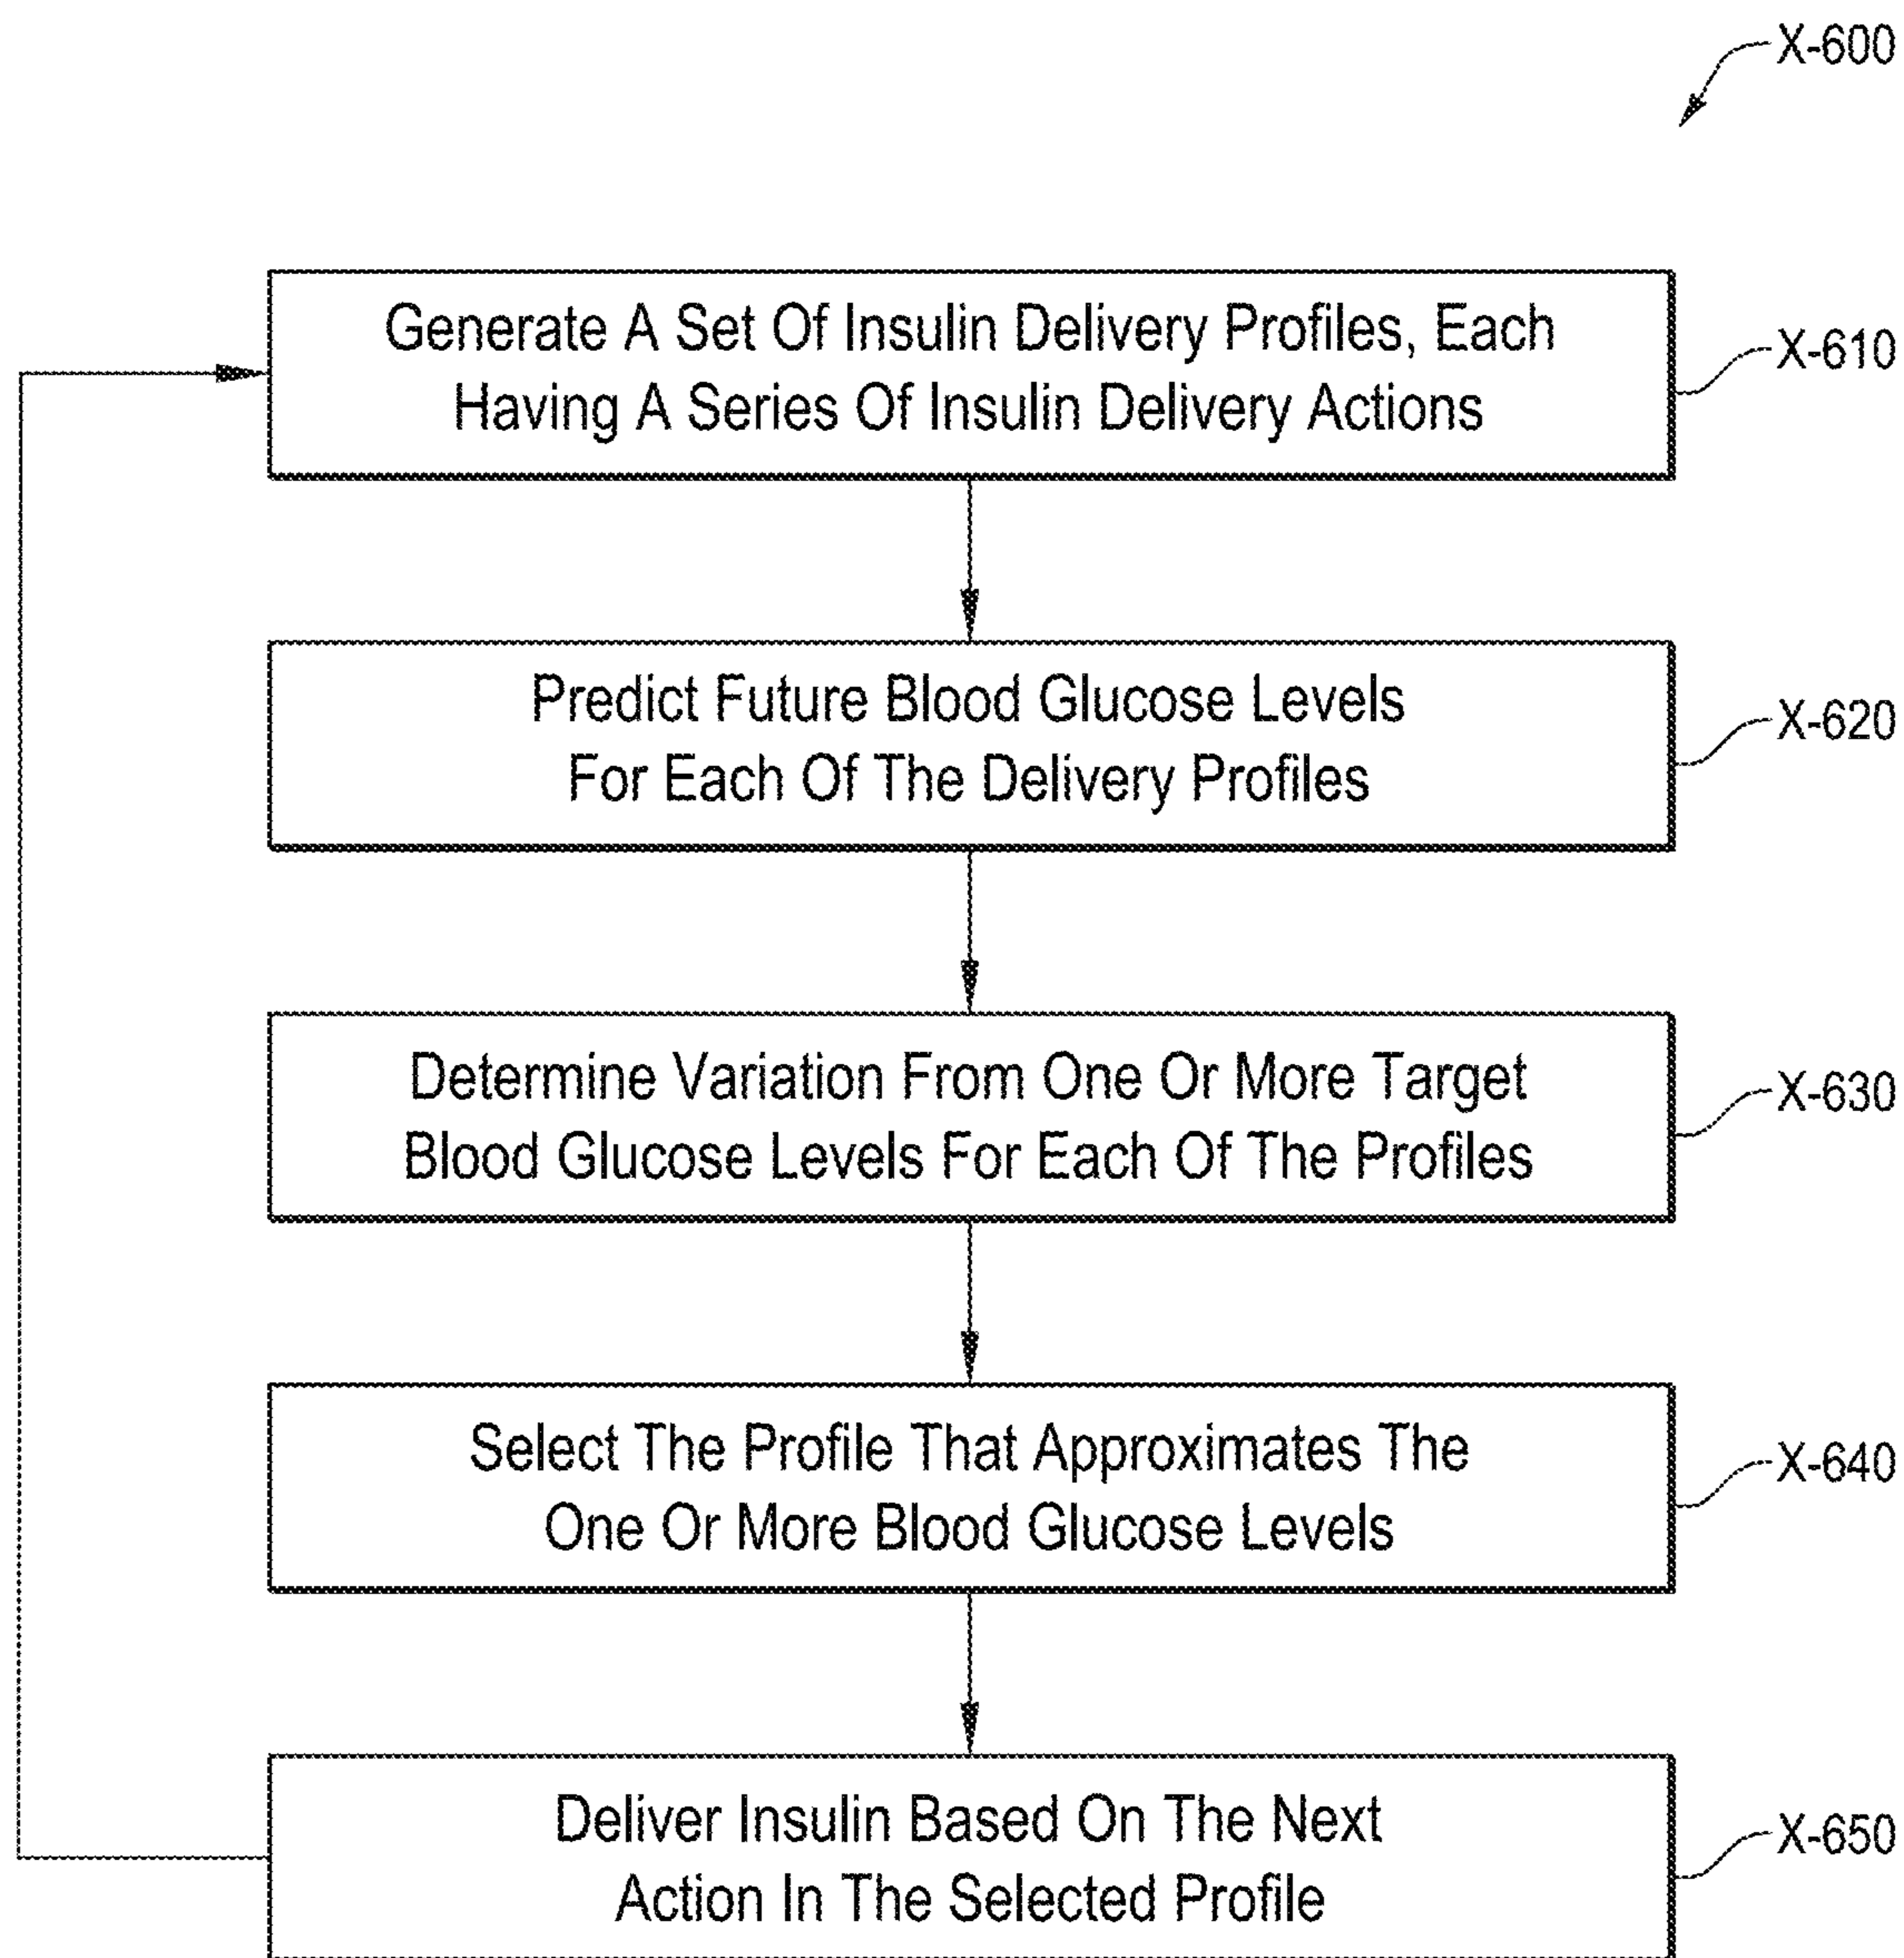 X-600
Generate A Set Of Insulin Delivery Profiles, Each
Having A Series Of Insulin Delivery Actions
X-610
Predict Future Blood Glucose Levels
For Each Of The Delivery Profiles
X-620
Determine Variation From One Or More Target
Blood Glucose Levels For Each Of The Profiles
X-630
Select The Profile That Approximates The
One Or More Blood Glucose Levels
X-640
Deliver Insulin Based On The Next
Action In The Selected Profile
X-650